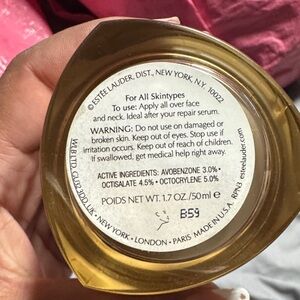 ©ESTĒE LAUDER, DIST., NEW YORK, N.Y. 10022
For All Skintypes
To use: Apply all over face
and neck. Ideal after your repair serum.
WARNING: Do not use on damaged or
broken skin. Keep out of eyes. Stop use if
irritation occurs. Keep out of reach of children.
If swallowed, get medical help right away.
ACTIVE INGREDIENTS: AVOBENZONE 3.0% •
OCTISALATE 4.5% • OCTOCRYLENE 5.0%
POIDS NET WT. 1.7 OZ./50ml e
B59
NEW YORK • LONDON • PARIS MADE IN U.S.A. RPN3 esteelauder.com